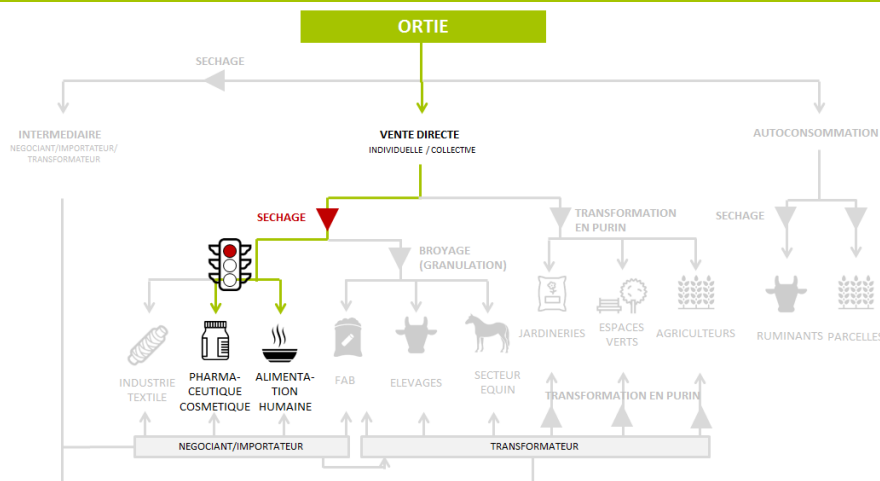 ORTIE
SECHAGE
INTERMEDIAIRE
NEGOCIANT/IMPORTATEUR/
TRANSFORMATEUR
VENTE DIRECTE
INDIVIDUELLE / COLLECTIVE
AUTOCONSOMMATION
SECHAGE
TRANSFORMATION
EN PURIN
SECHAGE
BROYAGE
(GRANULATION)
INDUSTRIE
TEXTILE
PHARMA-
CEUTIQUE
COSMETIQUE
ALIMENTA-
TION
HUMAINE
FAB
ELEVAGES
SECTEUR
EQUIN
JARDINERIES
ESPACES
VERTS
AGRICULTEURS
RUMINANTS
PARCELLES
TRANSFORMATION EN PURIN
NEGOCIANT/IMPORTATEUR
TRANSFORMATEUR